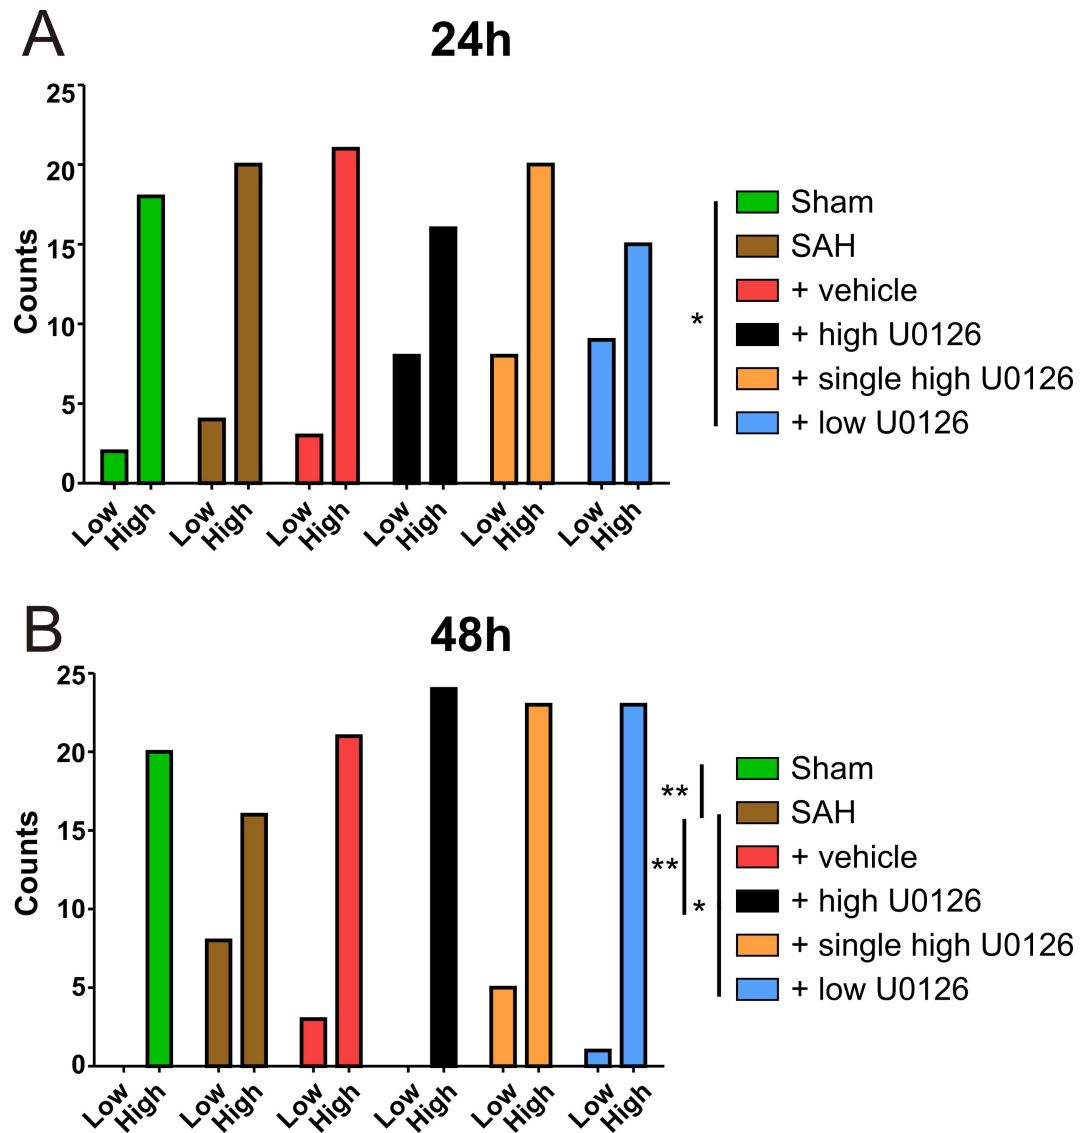 A
24h
Counts
25
20
15
10
5
0
Low High Low High Low High Low High Low High Low High
*
Sham
SAH
+ vehicle
+ high U0126
+ single high U0126
+ low U0126
B
48h
Counts
25
20
15
10
5
0
Low High Low High Low High Low High Low High Low High
**
**
*
Sham
SAH
+ vehicle
+ high U0126
+ single high U0126
+ low U0126